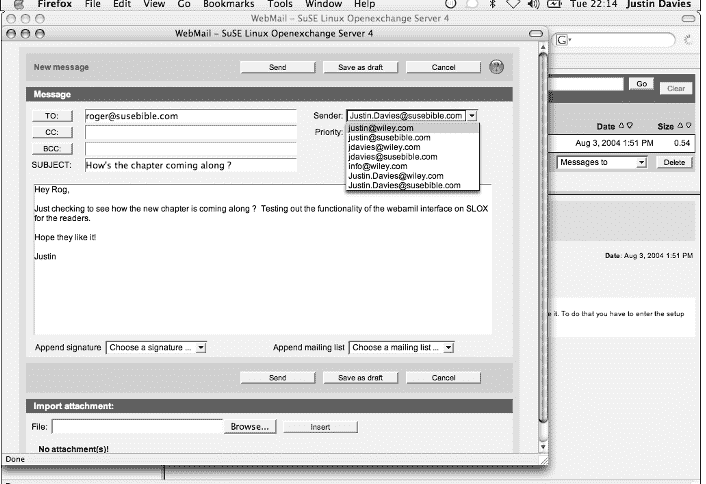 Firefox File Edit View Go Bookmarks Tools Window Help Tue 22:14 Justin Davies
WebMail – SuSE Linux Openexchange Server 4
WebMail – SuSE Linux Openexchange Server 4
New message Send Save as draft Cancel
Go Clear
Message
TO: roger@susebible.com Sender: Justin.Davies@susebible.com
CC: Priority:
BCC:
SUBJECT: How's the chapter coming along ?
justin@wiley.com
justin@susebible.com
jdavies@wiley.com
jdavies@susebible.com
info@wiley.com
Justin.Davies@wiley.com
Justin.Davies@susebible.com
Date Size
Aug 3, 2004 1:51 PM 0.54
Messages to Delete
Hey Rog,
Just checking to see how the new chapter is coming along ? Testing out the functionality of the webamil interface on SLOX
for the readers.
Hope they like it!
Justin
Date: Aug 3, 2004 1:51 PM
e it. To do that you have to enter the setup
Append signature Choose a signature ... Append mailing list Choose a mailing list ...
Send Save as draft Cancel
Import attachment:
File: Browse... Insert
No attachment(s)!
Done